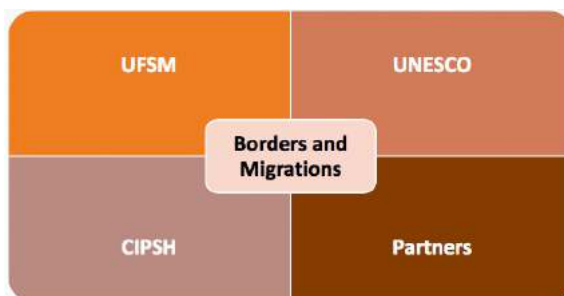 UFSM
UNESCO
Borders and
Migrations
CIPSH
Partners